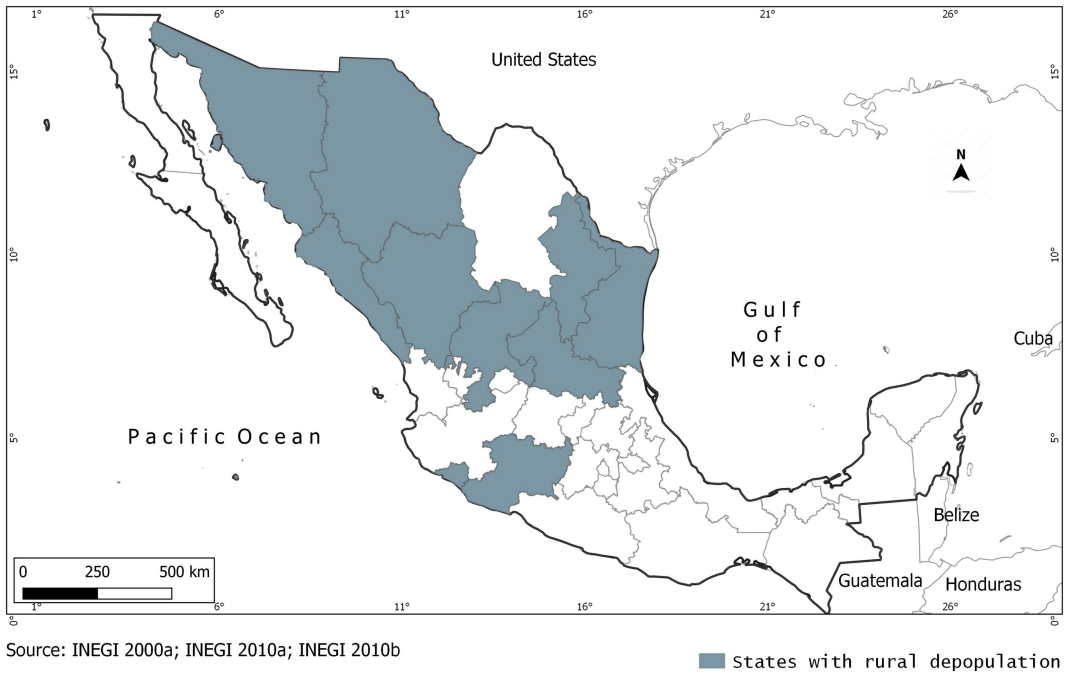 1° 6° 11° 16° 21° 26°
United States
15° 15°
N
10° 10°
Gulf
of
Mexico
Cuba
Pacific Ocean
5° 5°
Belize
0 250 500 km
Guatemala
Honduras
1° 6° 11° 16° 21° 26°
0° 0°
Source: INEGI 2000a; INEGI 2010a; INEGI 2010b
States with rural depopulation